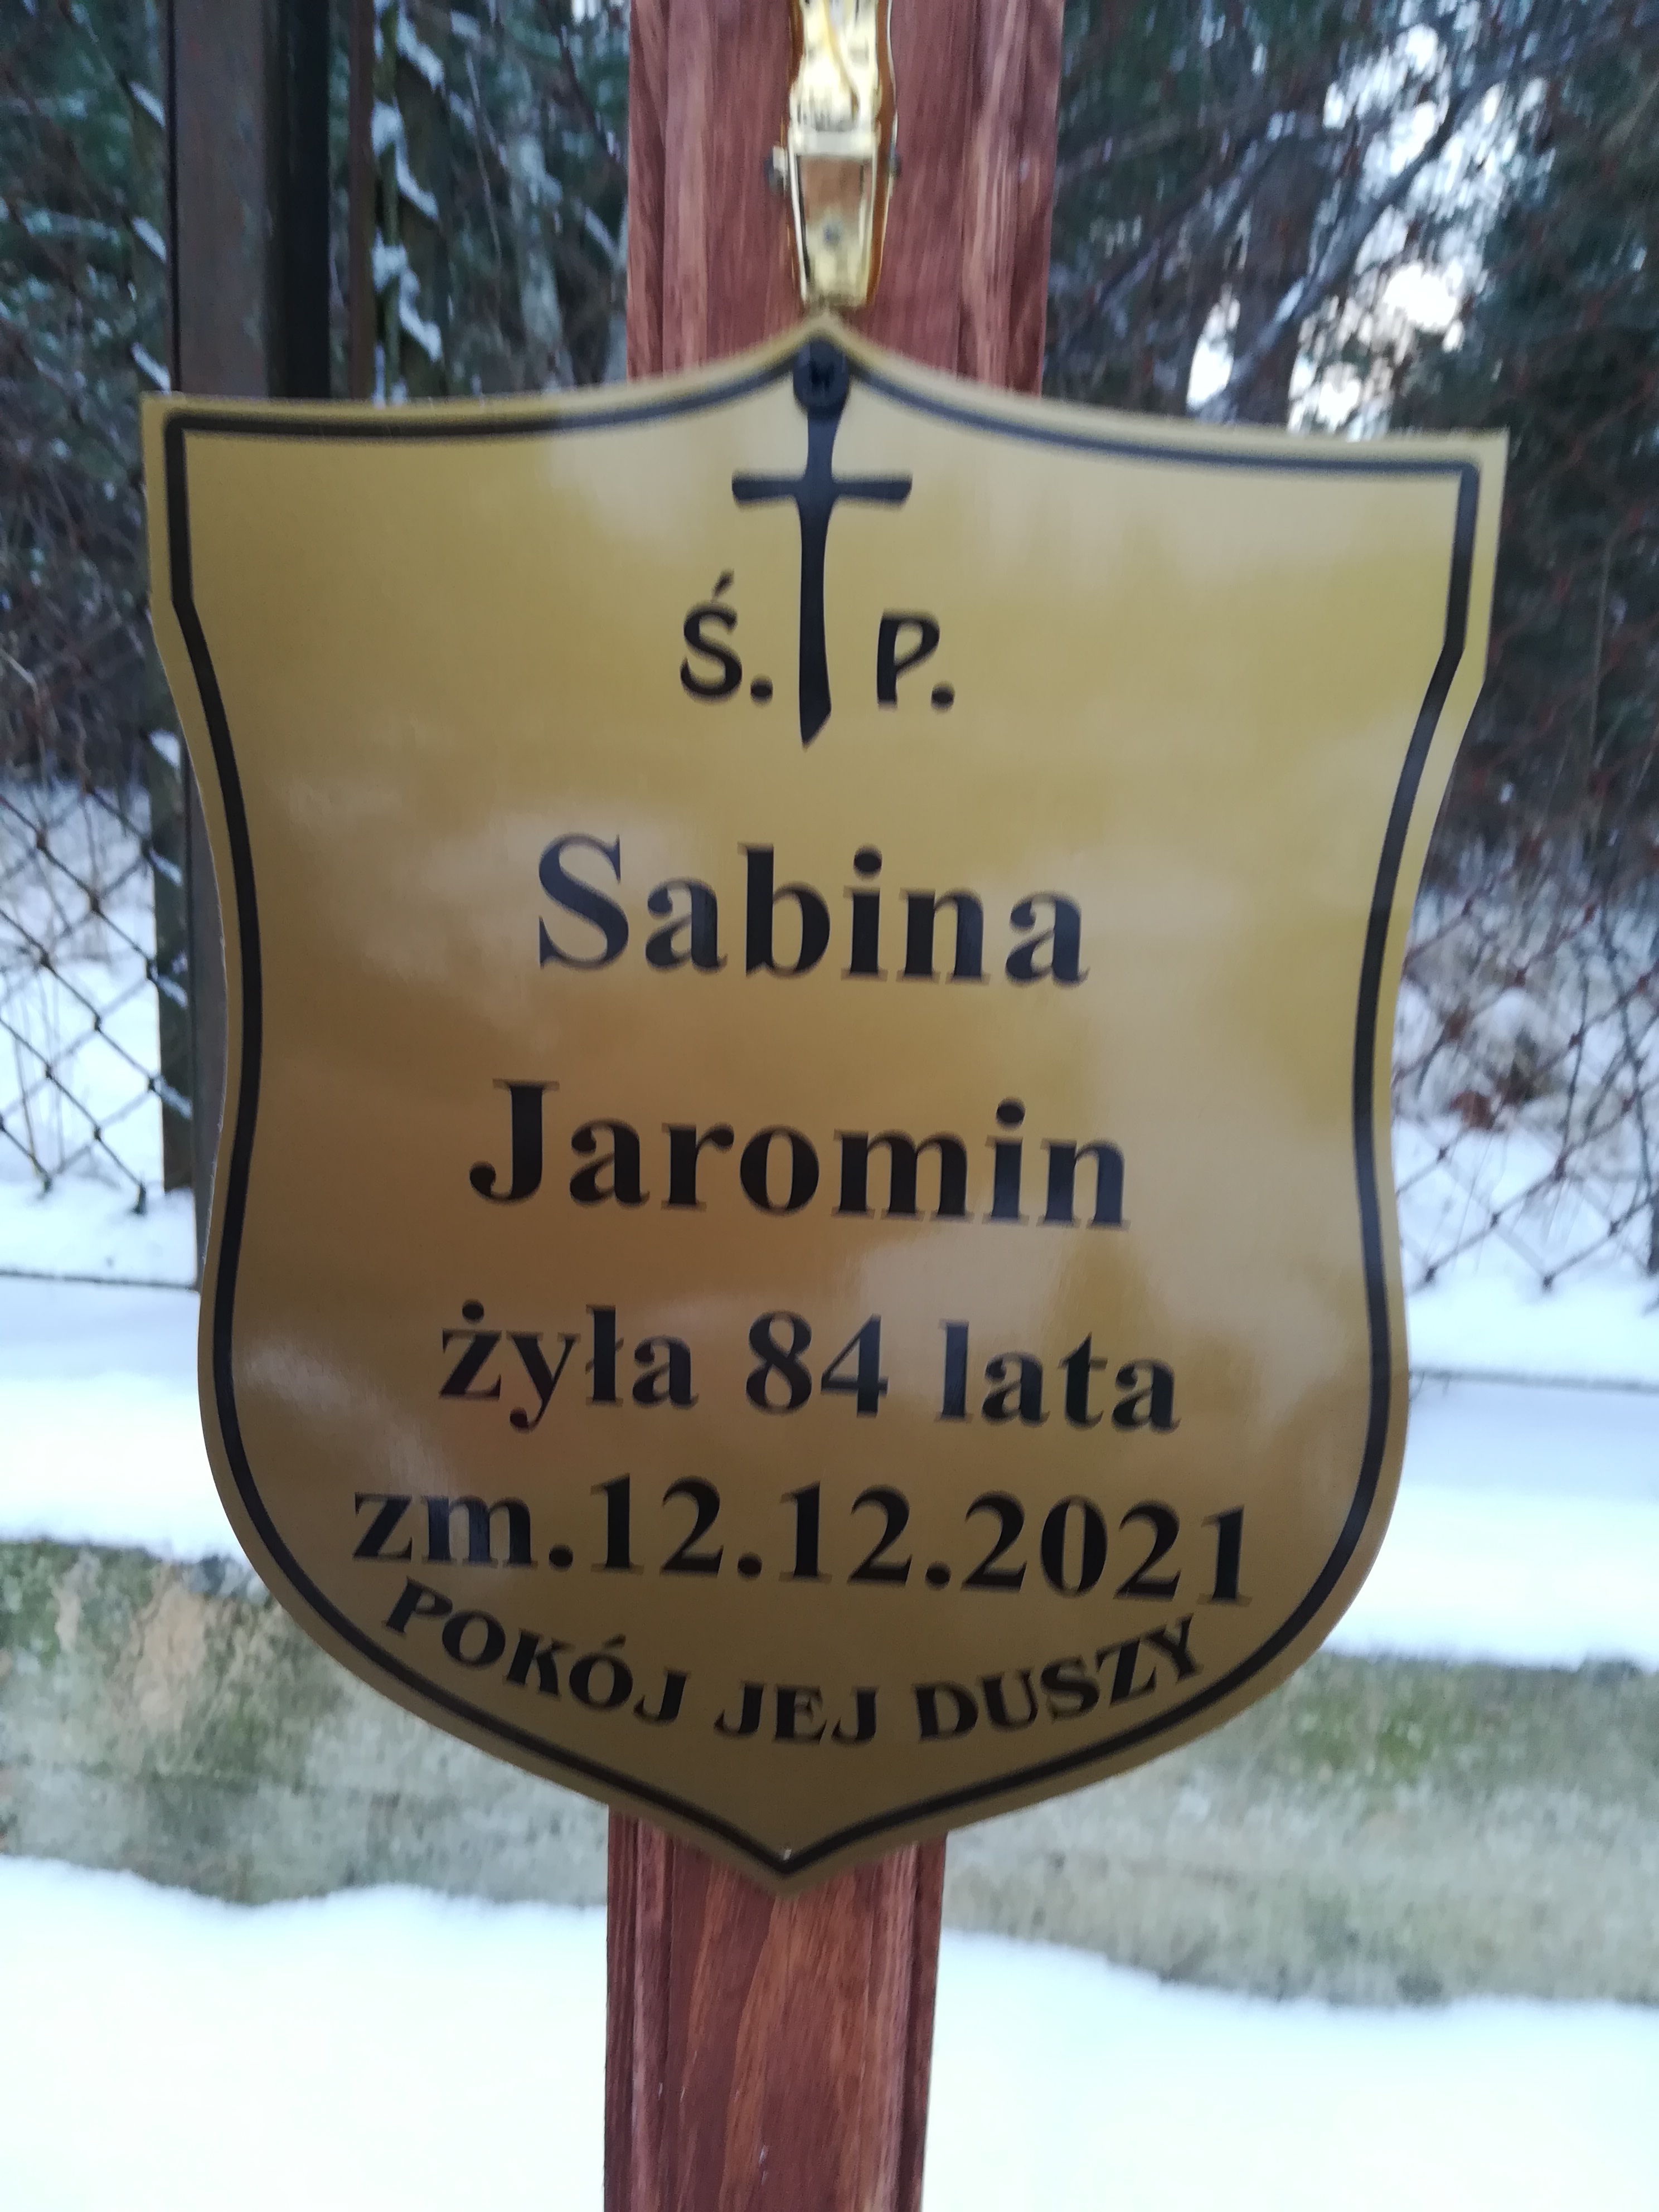 Ś. P.
Sabina
Jaromin
żyła 84 lata
zm.12.12.2021
POKÓJ JEJ DUSZY